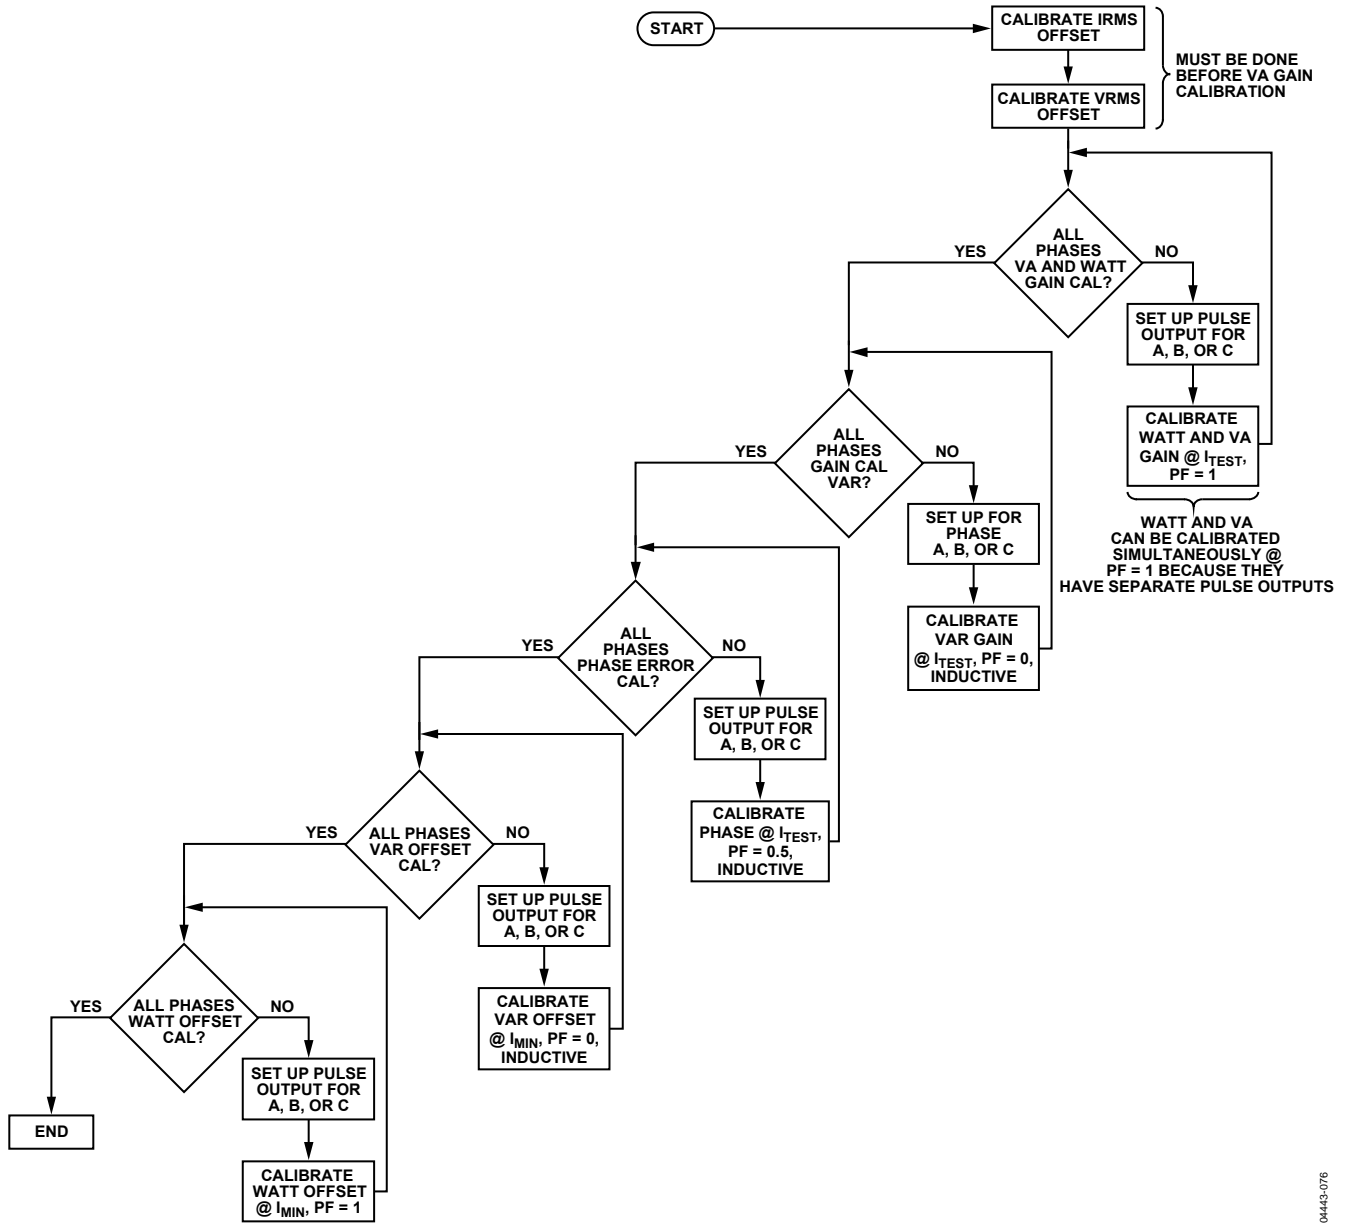 START
CALIBRATE IRMS
OFFSET
MUST BE DONE
BEFORE VA GAIN
CALIBRATION
CALIBRATE VRMS
OFFSET
ALL
PHASES
VA AND WATT
GAIN CAL?
YES
NO
SET UP PULSE
OUTPUT FOR
A, B, OR C
CALIBRATE
WATT AND VA
GAIN @ ITEST,
PF = 1
WATT AND VA
CAN BE CALIBRATED
SIMULTANEOUSLY @
PF = 1 BECAUSE THEY
HAVE SEPARATE PULSE OUTPUTS
ALL
PHASES
GAIN CAL
VAR?
YES
NO
SET UP FOR
PHASE
A, B, OR C
CALIBRATE
VAR GAIN
@ ITEST, PF = 0,
INDUCTIVE
ALL
PHASES
PHASE ERROR
CAL?
YES
NO
SET UP PULSE
OUTPUT FOR
A, B, OR C
CALIBRATE
PHASE @ ITEST,
PF = 0.5,
INDUCTIVE
ALL PHASES
VAR OFFSET
CAL?
YES
NO
SET UP PULSE
OUTPUT FOR
A, B, OR C
CALIBRATE
VAR OFFSET
@ IMIN, PF = 0,
INDUCTIVE
ALL PHASES
WATT OFFSET
CAL?
YES
NO
SET UP PULSE
OUTPUT FOR
A, B, OR C
CALIBRATE
WATT OFFSET
@ IMIN, PF = 1
END
04443-076